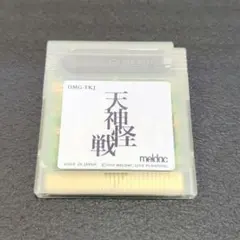 DMG-TKJ
天神怪戦
meldac
MADE IN JAPAN